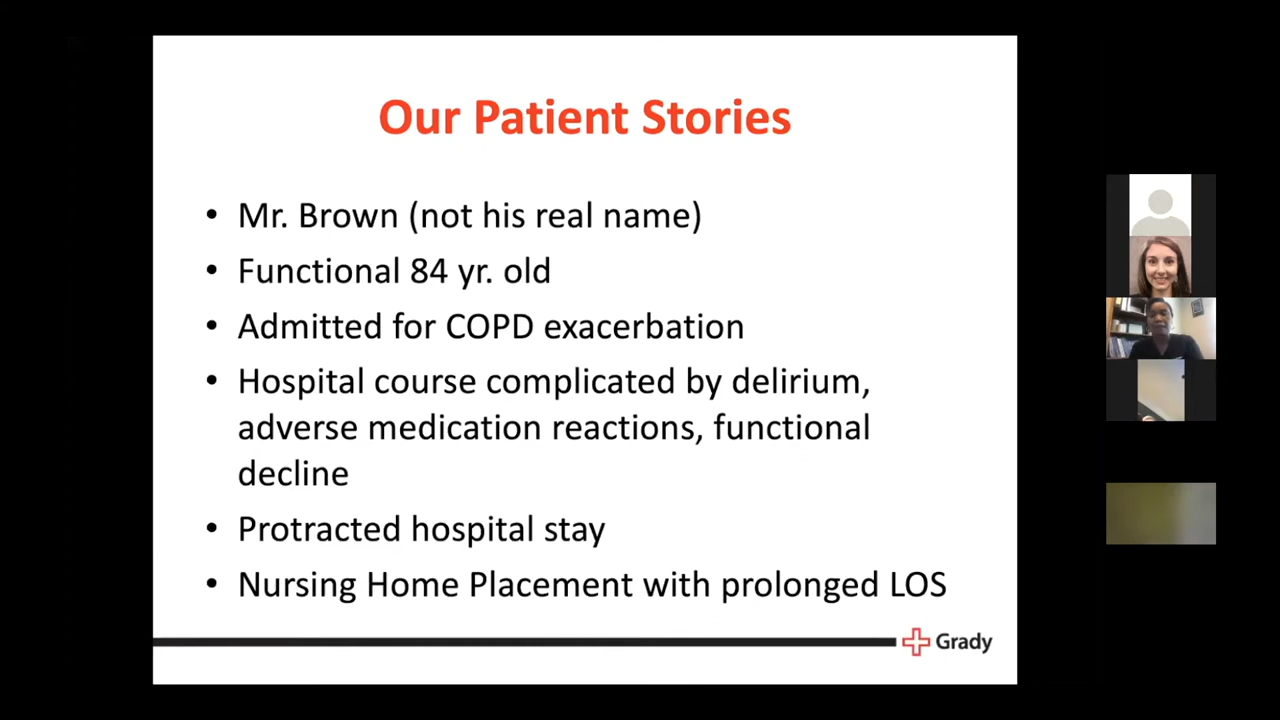 Our Patient Stories
• Mr. Brown (not his real name)
• Functional 84 yr. old
• Admitted for COPD exacerbation
• Hospital course complicated by delirium,
adverse medication reactions, functional
decline
• Protracted hospital stay
• Nursing Home Placement with prolonged LOS
Grady